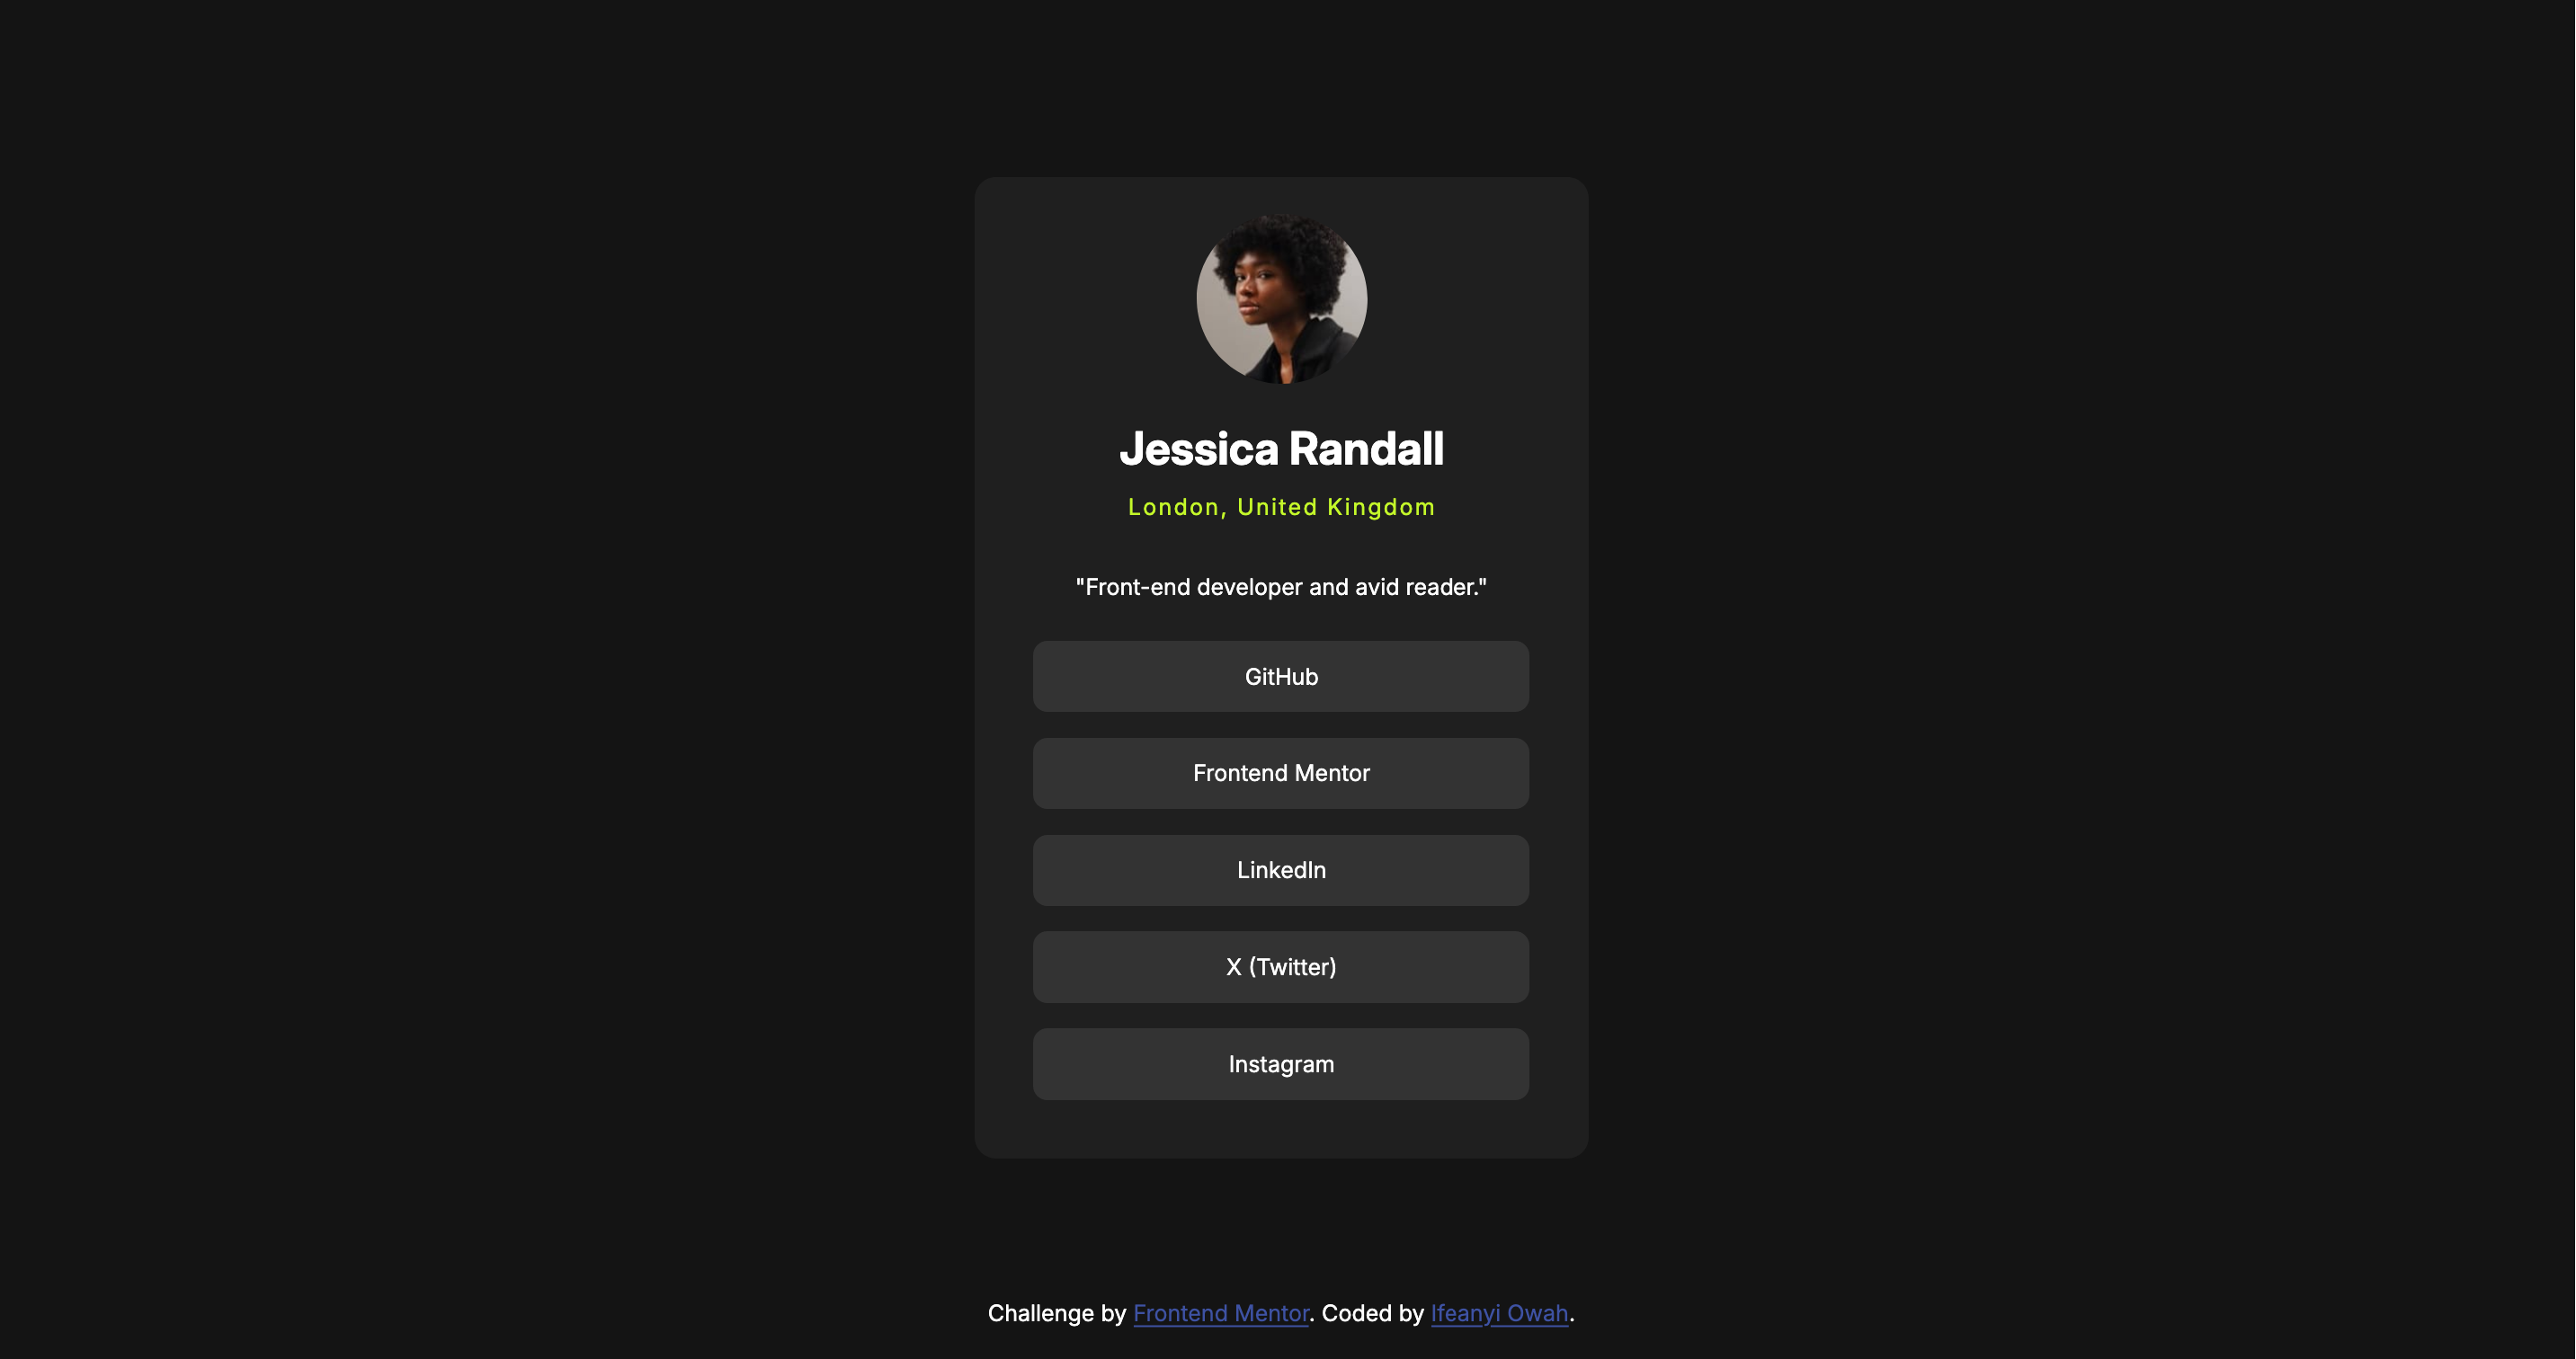 Jessica Randall
London, United Kingdom
"Front-end developer and avid reader."
GitHub
Frontend Mentor
LinkedIn
X (Twitter)
Instagram
Challenge by Frontend Mentor. Coded by Ifeanyi Owah.